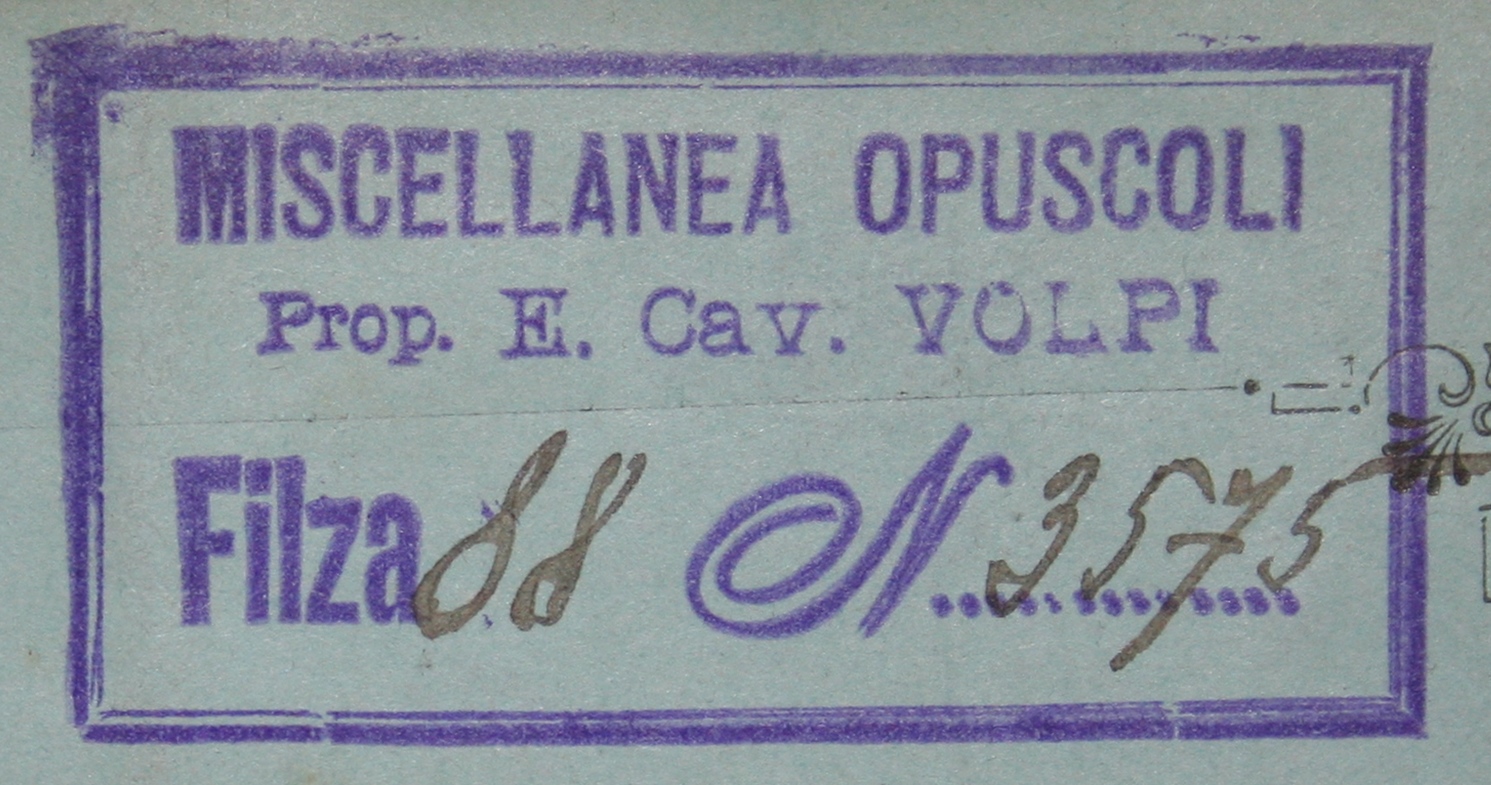 MISCELLANEA OPUSCOLI
Prop. E. Cav. VOLPI
Filza 88 N. 3575